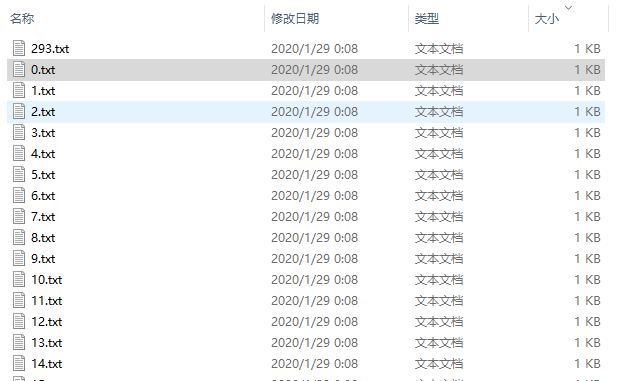 名称 修改日期 类型 大小
293.txt 2020/1/29 0:08 文本文档 1 KB
0.txt 2020/1/29 0:08 文本文档 1 KB
1.txt 2020/1/29 0:08 文本文档 1 KB
2.txt 2020/1/29 0:08 文本文档 1 KB
3.txt 2020/1/29 0:08 文本文档 1 KB
4.txt 2020/1/29 0:08 文本文档 1 KB
5.txt 2020/1/29 0:08 文本文档 1 KB
6.txt 2020/1/29 0:08 文本文档 1 KB
7.txt 2020/1/29 0:08 文本文档 1 KB
8.txt 2020/1/29 0:08 文本文档 1 KB
9.txt 2020/1/29 0:08 文本文档 1 KB
10.txt 2020/1/29 0:08 文本文档 1 KB
11.txt 2020/1/29 0:08 文本文档 1 KB
12.txt 2020/1/29 0:08 文本文档 1 KB
13.txt 2020/1/29 0:08 文本文档 1 KB
14.txt 2020/1/29 0:08 文本文档 1 KB